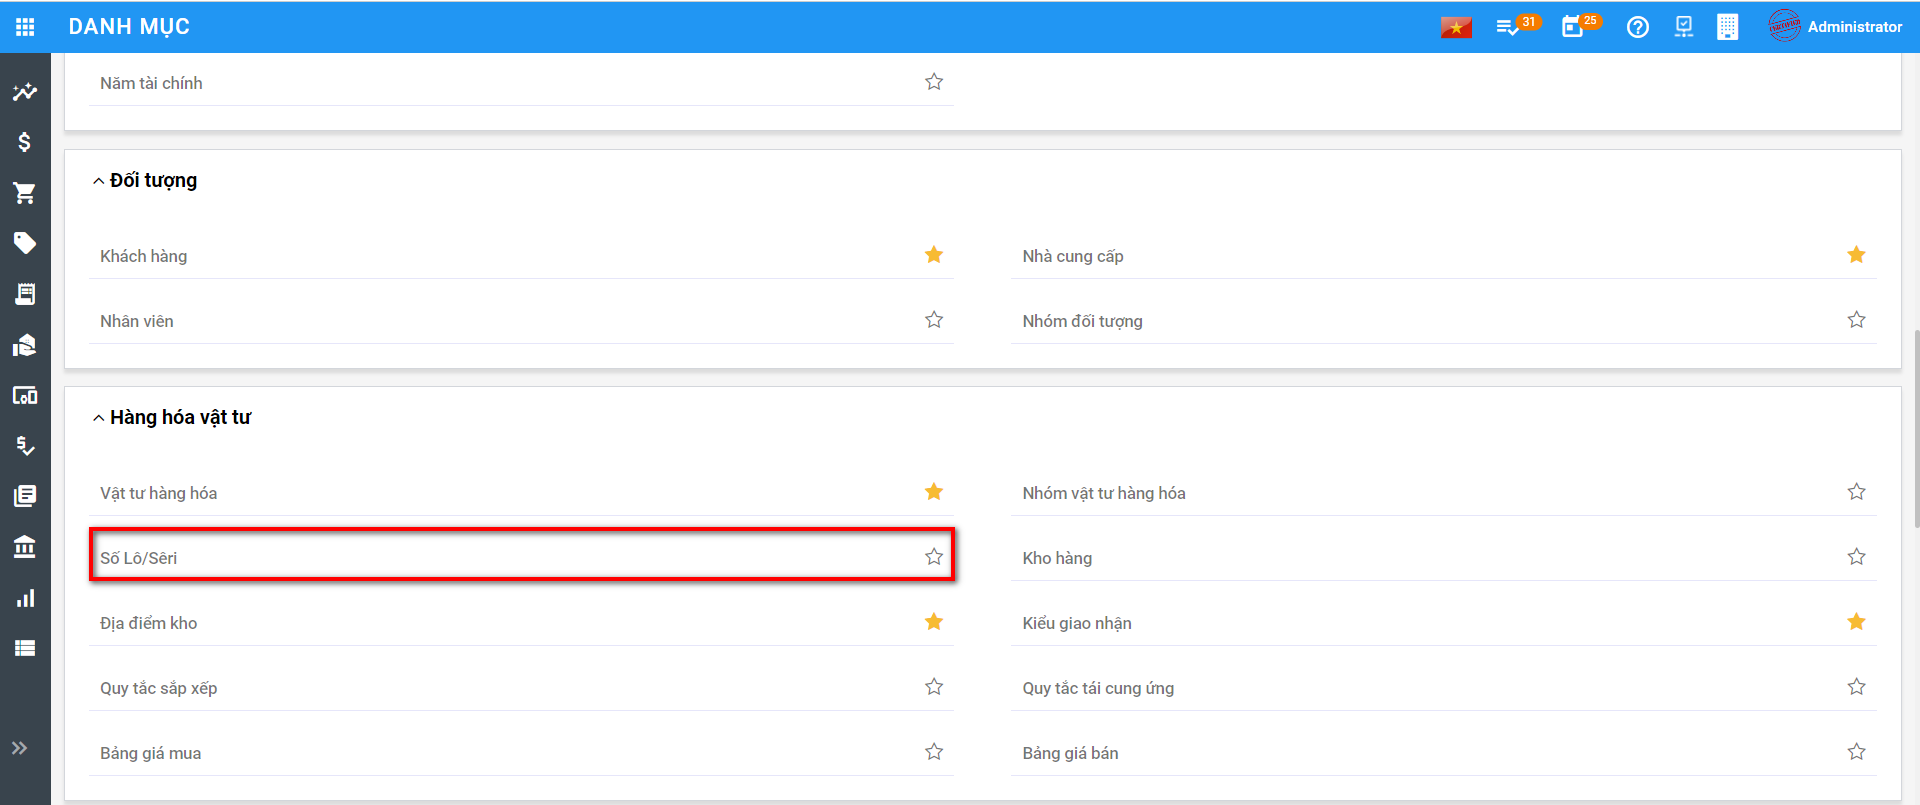 DANH MỤC
31
25
Administrator
Năm tài chính
Đối tượng
Khách hàng
Nhà cung cấp
Nhân viên
Nhóm đối tượng
Hàng hóa vật tư
Vật tư hàng hóa
Nhóm vật tư hàng hóa
Số Lô/Sêri
Kho hàng
Địa điểm kho
Kiểu giao nhận
Quy tắc sắp xếp
Quy tắc tái cung ứng
Bảng giá mua
Bảng giá bán